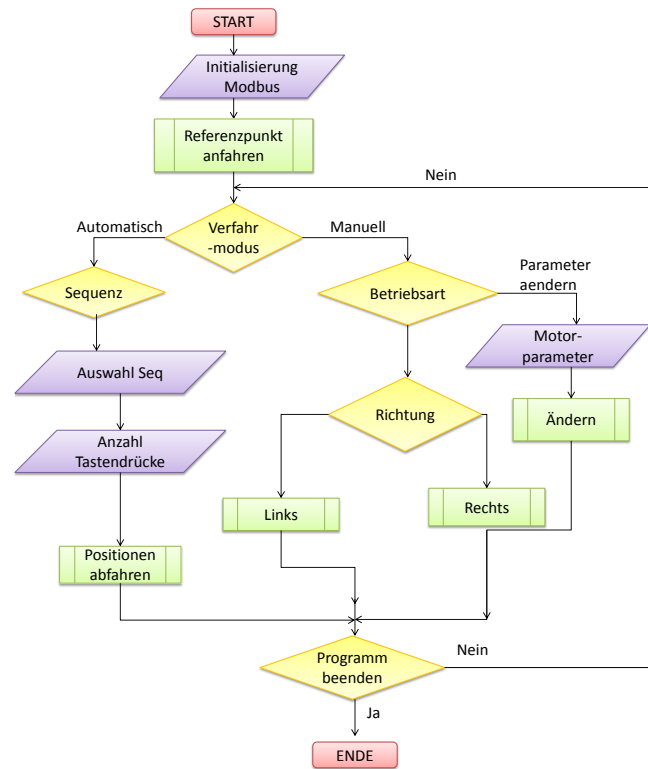 START
Initialisierung
Modbus
Referenzpunkt
anfahren
Nein
Automatisch
Verfahr
-modus
Manuell
Sequenz
Betriebsart
Parameter
aendern
Auswahl Seq
Motor-
parameter
Anzahl
Tastendrücke
Richtung
Ändern
Links
Rechts
Positionen
abfahren
Programm
beenden
Nein
Ja
ENDE